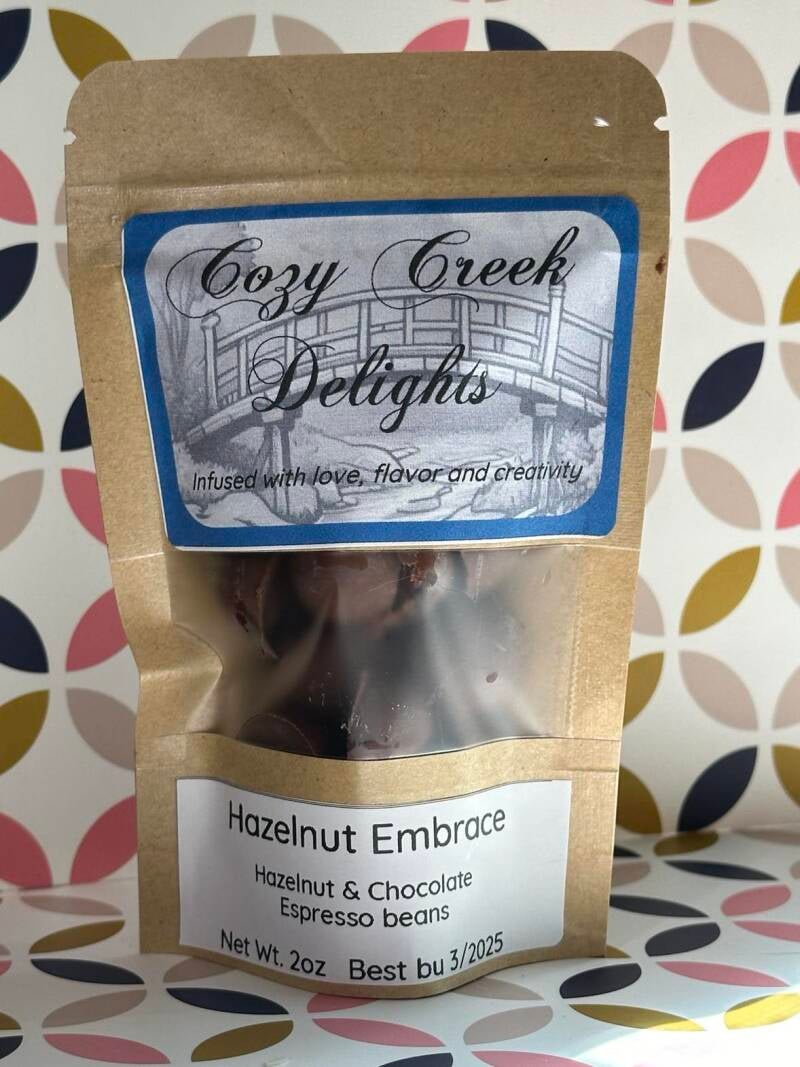 Cozy Creek
Delights
Infused with love, flavor and creativity
Hazelnut Embrace
Hazelnut & Chocolate
Espresso beans
Net Wt. 2oz Best bu 3/2025